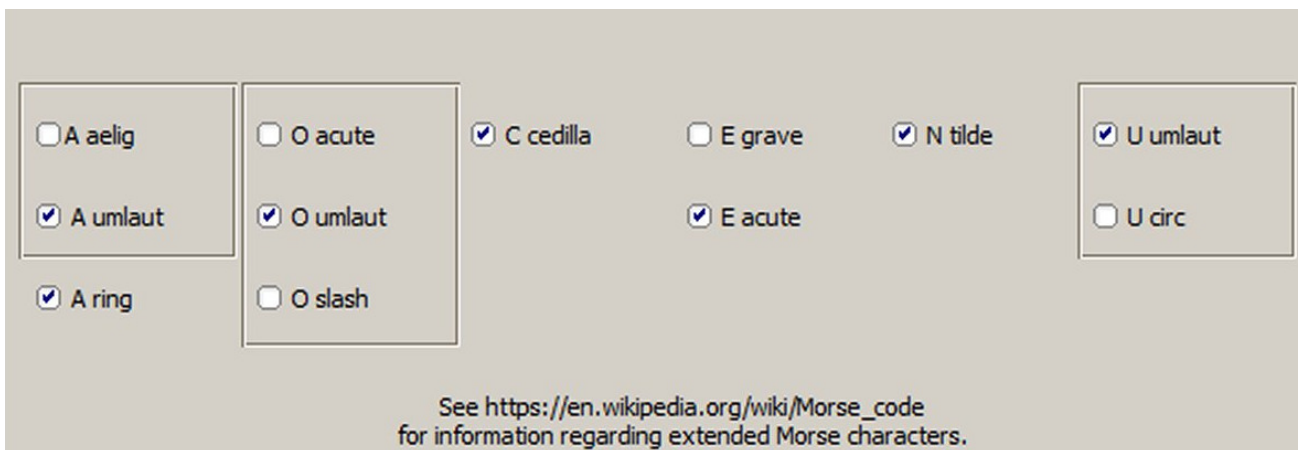 A aelig O acute C cedilla E grave N tilde U umlaut
A umlaut O umlaut E acute U circ
A ring O slash
See https://en.wikipedia.org/wiki/Morse_code
for information regarding extended Morse characters.